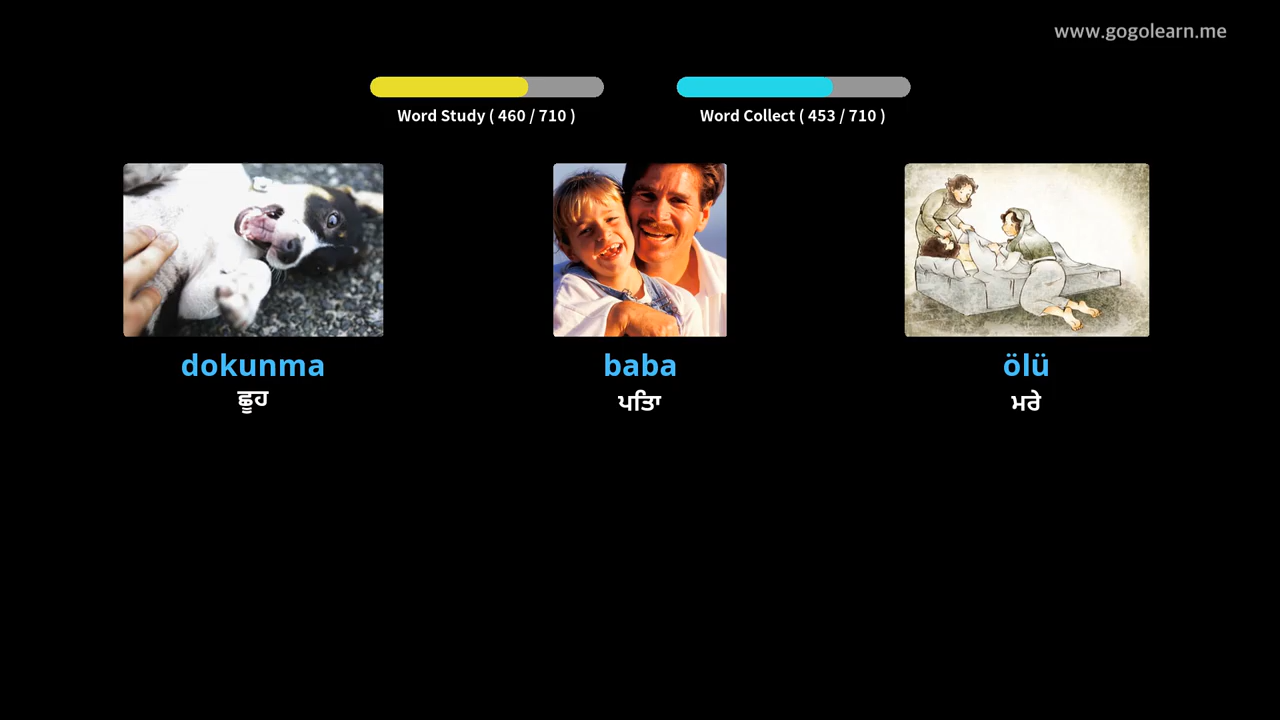 www.gogolearn.me
Word Study ( 460 / 710 )
Word Collect ( 453 / 710 )
dokunma
baba
ölü
ਛੂਹ
ਪਤਿਾ
ਮਰੇ